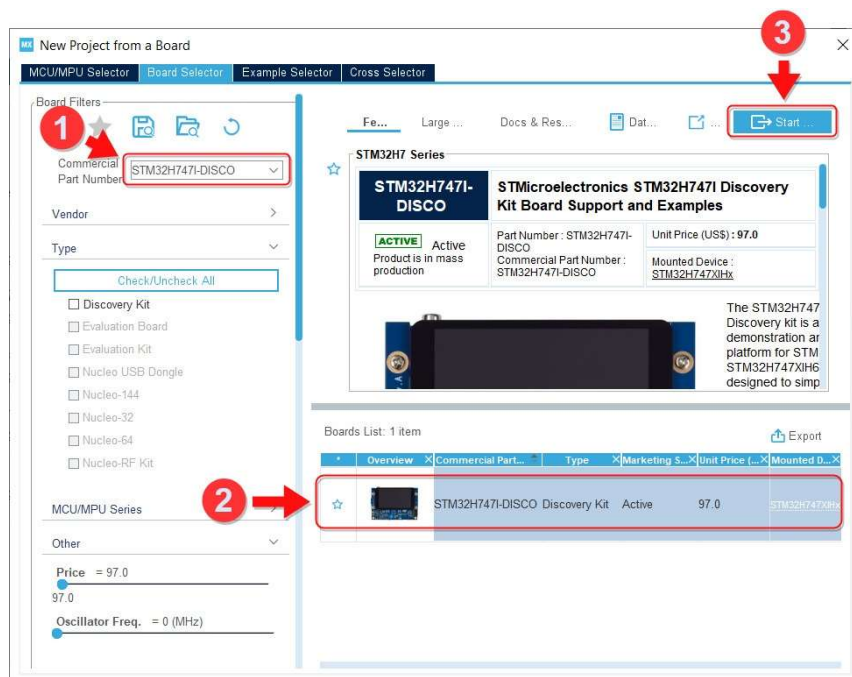 3
MX New Project from a Board
MCU/MPU Selector Board Selector Example Selector Cross Selector
Board Filters
1
Commercial
Part Number
STM32H747I-DISCO
Vendor
Type
Check/Uncheck All
Discovery Kit
Evaluation Board
Evaluation Kit
Nucleo USB Dongle
Nucleo-144
Nucleo-32
Nucleo-64
Nucleo-RF Kit
MCU/MPU Series
Other
Price = 97.0
97.0
Oscillator Freq. = 0 (MHz)
Fe... Large ... Docs & Res... Dat... ... Start ...
STM32H7 Series
STM32H747I-
DISCO
STMicroelectronics STM32H747I Discovery
Kit Board Support and Examples
ACTIVE Active
Product is in mass
production
Part Number : STM32H747I-
DISCO
Commercial Part Number :
STM32H747I-DISCO
Unit Price (US$) : 97.0
Mounted Device :
STM32H747XIHx
The STM32H747
Discovery kit is a
demonstration an
platform for STM
STM32H747XIH6
designed to simp
Boards List: 1 item
Export
* Overview Commercial Part... Type Marketing S... Unit Price (... Mounted D...
2
STM32H747I-DISCO Discovery Kit Active 97.0 STM32H747XIHx